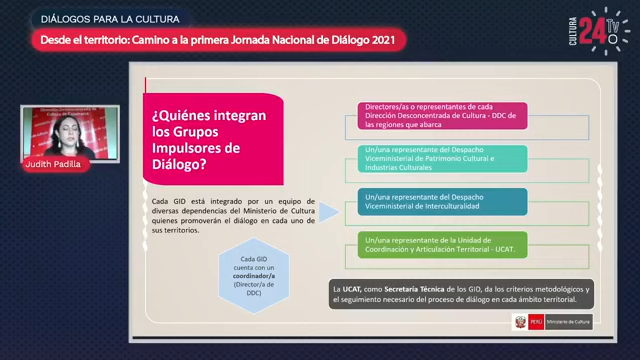 DIÁLOGOS PARA LA CULTURA
Desde el territorio: Camino a la primera Jornada Nacional de Diálogo 2021
CULTURA
24
Tv
Judith Padilla
¿Quiénes integran
los Grupos
Impulsores de
Diálogo?
Cada GID está integrado por un equipo de
diversas dependencias del Ministerio de Cultura
quienes promoverán el diálogo en cada uno de
sus territorios.
Cada GID
cuenta con un
coordinador/a
(Director/a de
DDC)
Directores/as o representantes de cada
Dirección Desconcentrada de Cultura - DDC de
las regiones que abarca
Un/una representante del Despacho
Viceministerial de Patrimonio Cultural e
Industrias Culturales
Un/una representante del Despacho
Viceministerial de Interculturalidad
Un/una representante de la Unidad de
Coordinación y Articulación Territorial - UCAT.
La UCAT, como Secretaria Técnica de los GID, da los criterios metodológicos y
el seguimiento necesario del proceso de diálogo en cada ámbito territorial.
PERÚ
Ministerio de Cultura